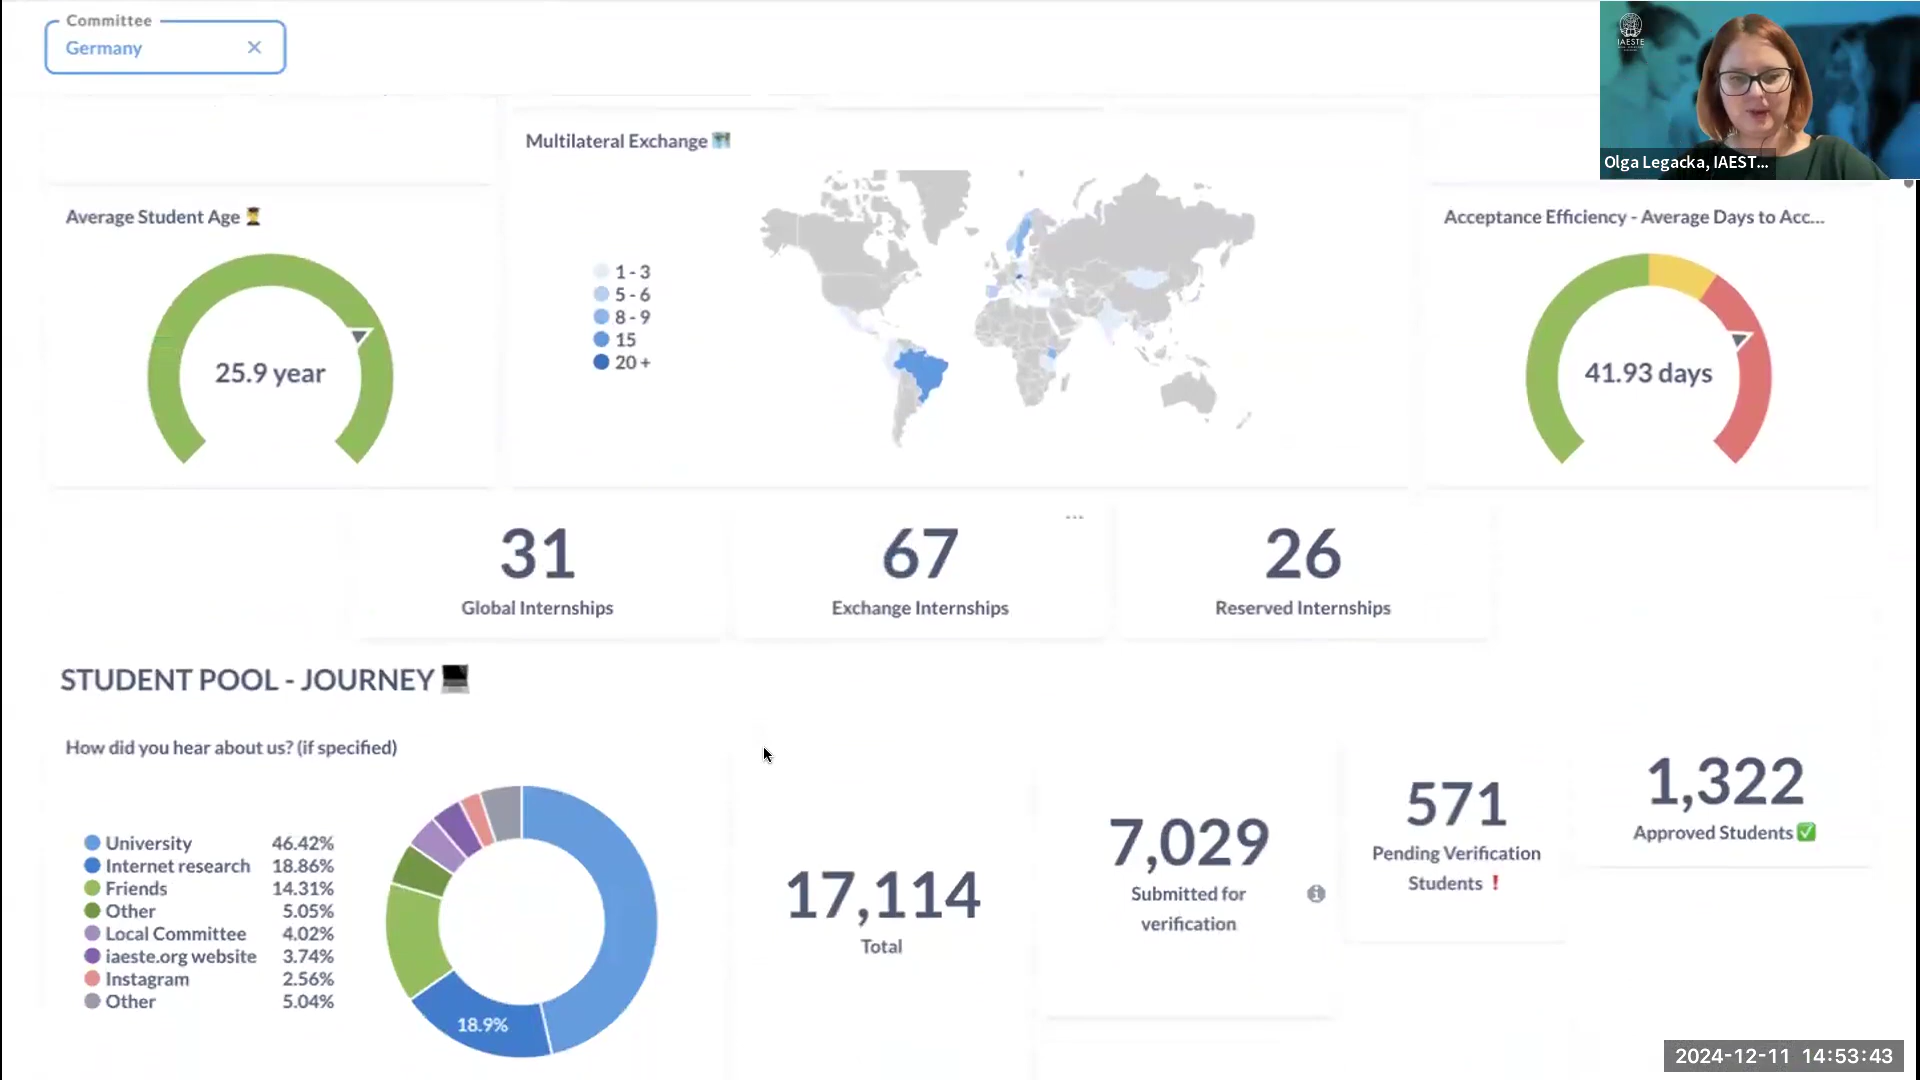 Committee
Germany
IAESTE
Olga Legacka, IAEST...
Multilateral Exchange
1 - 3
5 - 6
8 - 9
15
20 +
Average Student Age
25.9 year
Acceptance Efficiency - Average Days to Acc...
41.93 days
31
Global Internships
67
Exchange Internships
26
Reserved Internships
STUDENT POOL - JOURNEY
How did you hear about us? (if specified)
University 46.42%
Internet research 18.86%
Friends 14.31%
Other 5.05%
Local Committee 4.02%
iaeste.org website 3.74%
Instagram 2.56%
Other 5.04%
18.9%
17,114
Total
7,029
Submitted for
verification
571
Pending Verification
Students ❗
1,322
Approved Students ✅
2024-12-11 14:53:43